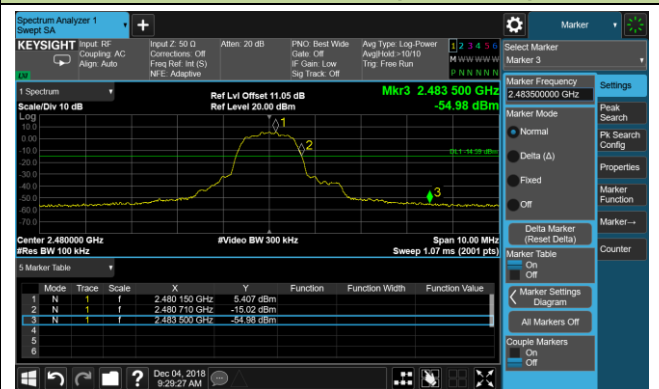 Spectrum Analyzer 1
Swept SA
Marker
KEYSIGHT
Input: RF
Coupling: AC
Align: Auto
Input Z: 50 Ω
Corrections: Off
Freq Ref: Int (S)
NFE: Adaptive
Atten: 20 dB
PNO: Best Wide
Gate: Off
IF Gain: Low
Sig Track: Off
Avg Type: Log-Power
Avg|Hold:>10/10
Trig: Free Run
1 2 3 4 5 6
M W W W W W
P N N N N N
LXI
1 Spectrum
Scale/Div 10 dB
Ref Lvl Offset 11.05 dB
Ref Level 20.00 dBm
Mkr3 2.483 500 GHz
-54.98 dBm
Log
10.0
0.00
-10.0
-20.0
-30.0
-40.0
-50.0
-60.0
-70.0
1
2
3
DL1 -14.59 dBm
Center 2.480000 GHz
#Res BW 100 kHz
#Video BW 300 kHz
Span 10.00 MHz
Sweep 1.07 ms (2001 pts)
5 Marker Table
Mode Trace Scale X Y Function Function Width Function Value
1 N 1 f 2.480 150 GHz 5.407 dBm
2 N 1 f 2.480 710 GHz -15.02 dBm
3 N 1 f 2.483 500 GHz -54.98 dBm
4
5
6
Dec 04, 2018
9:29:27 AM
Select Marker
Marker 3
Marker Frequency
2.483500000 GHz
Marker Mode
Normal
Delta (Δ)
Fixed
Off
Delta Marker
(Reset Delta)
Marker Table
On
Off
Marker Settings
Diagram
All Markers Off
Couple Markers
On
Off
Settings
Peak
Search
Pk Search
Config
Properties
Marker
Function
Marker→
Counter